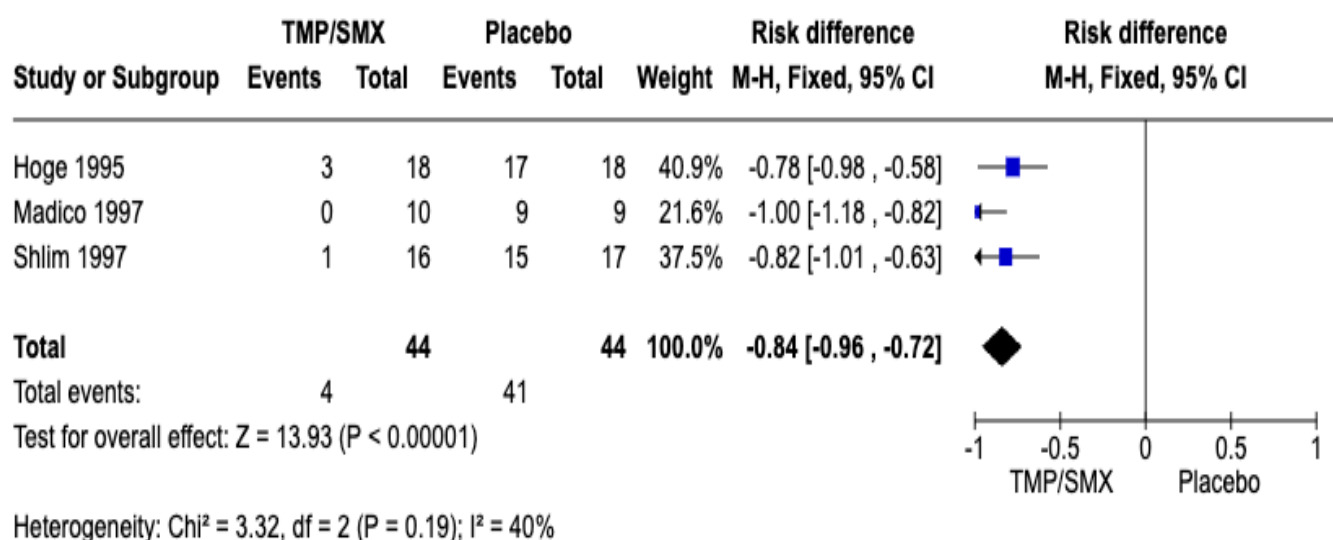 TMP/SMX Placebo Risk difference Risk difference
Study or Subgroup Events Total Events Total Weight M-H, Fixed, 95% CI M-H, Fixed, 95% CI
Hoge 1995 3 18 17 18 40.9% -0.78 [-0.98 , -0.58]
Madico 1997 0 10 9 9 21.6% -1.00 [-1.18 , -0.82]
Shlim 1997 1 16 15 17 37.5% -0.82 [-1.01 , -0.63]
Total 44 44 100.0% -0.84 [-0.96 , -0.72]
Total events: 4 41
Test for overall effect: Z = 13.93 (P < 0.00001)
-1 -0.5 0 0.5 1
TMP/SMX Placebo
Heterogeneity: Chi² = 3.32, df = 2 (P = 0.19); I² = 40%